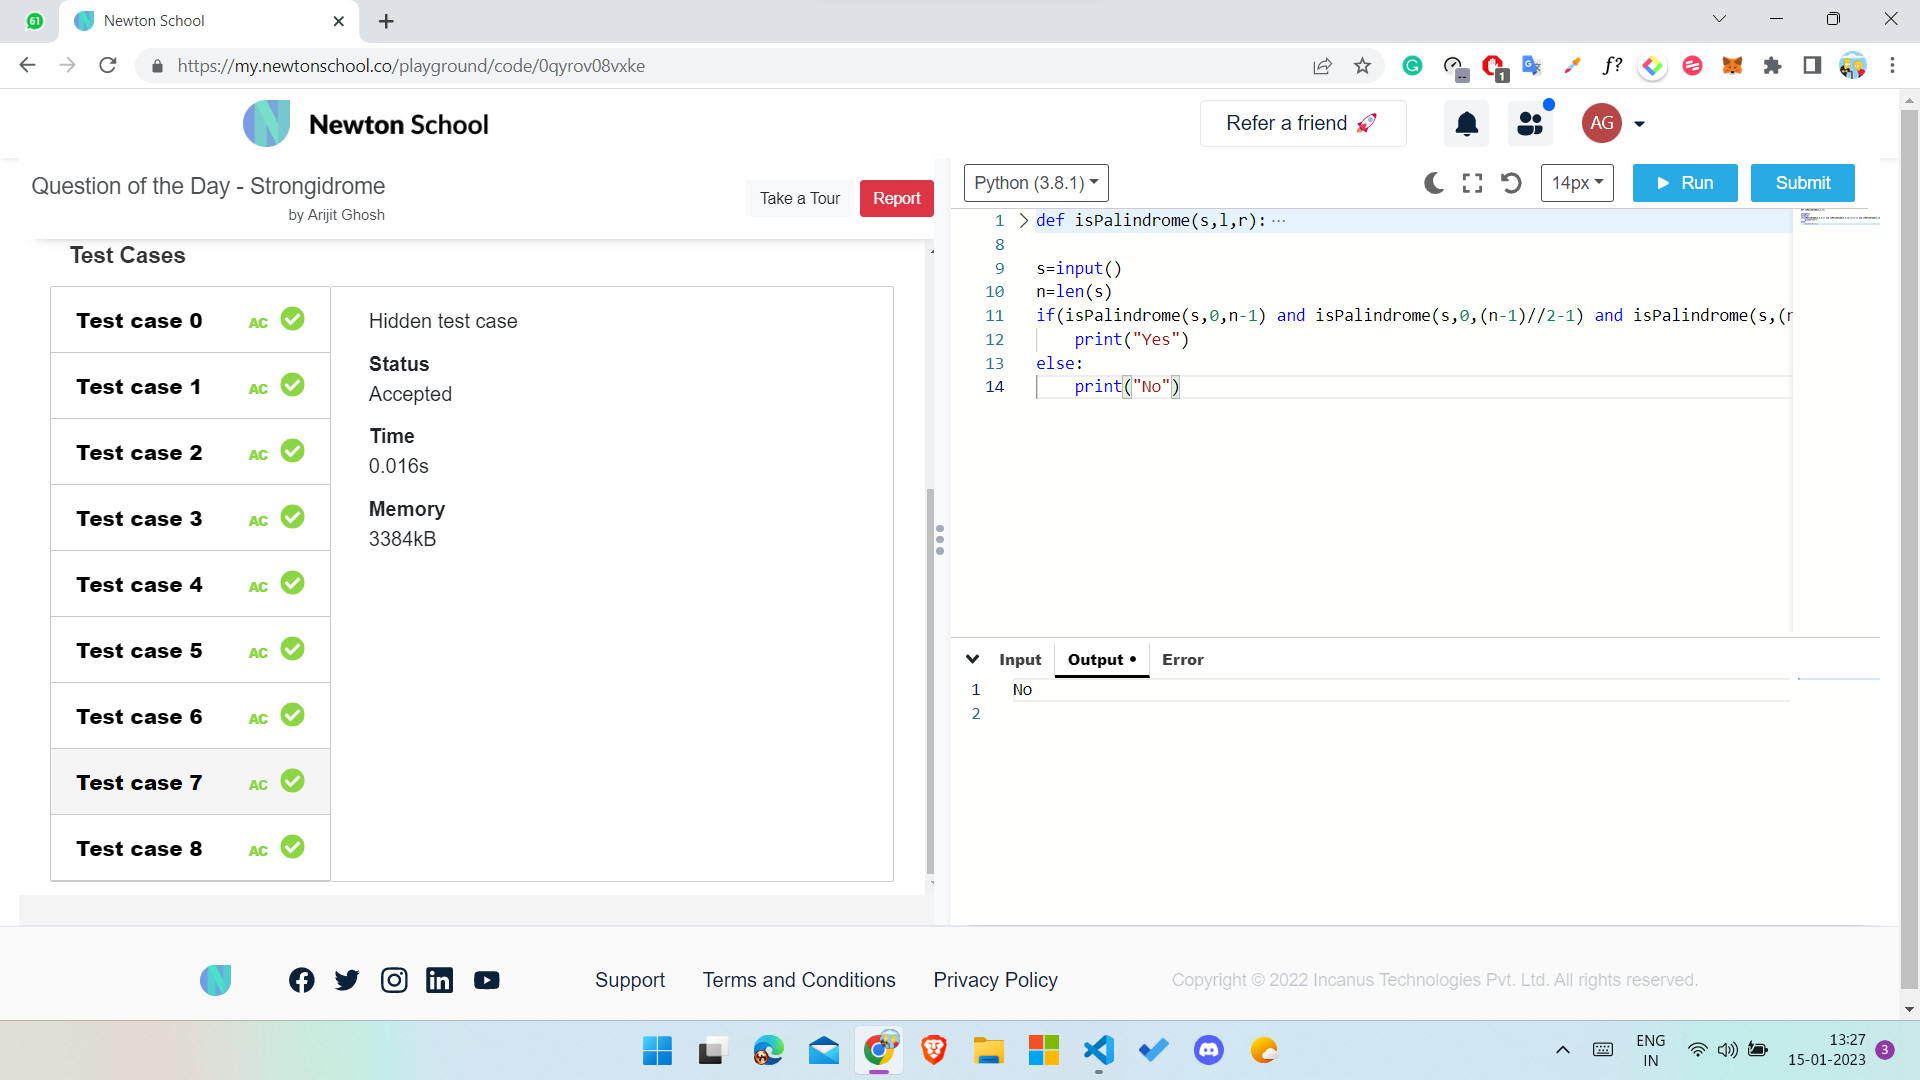 61
Newton School
https://my.newtonschool.co/playground/code/0qyrov08vxke
1
f?
Newton School
Refer a friend 🚀
AG
Question of the Day - Strongidrome
by Arijit Ghosh
Take a Tour
Report
Test Cases
Test case 0 AC
Test case 1 AC
Test case 2 AC
Test case 3 AC
Test case 4 AC
Test case 5 AC
Test case 6 AC
Test case 7 AC
Test case 8 AC
Hidden test case
Status
Accepted
Time
0.016s
Memory
3384kB
Python (3.8.1)
14px
Run
Submit
1 def isPalindrome(s,l,r): ···
8
9 s=input()
10 n=len(s)
11 if(isPalindrome(s,0,n-1) and isPalindrome(s,0,(n-1)//2-1) and isPalindrome(s,(n
12 print("Yes")
13 else:
14 print("No")
Input
Output •
Error
1 No
2
Support
Terms and Conditions
Privacy Policy
Copyright © 2022 Incanus Technologies Pvt. Ltd. All rights reserved.
ENG
IN
13:27
15-01-2023
3